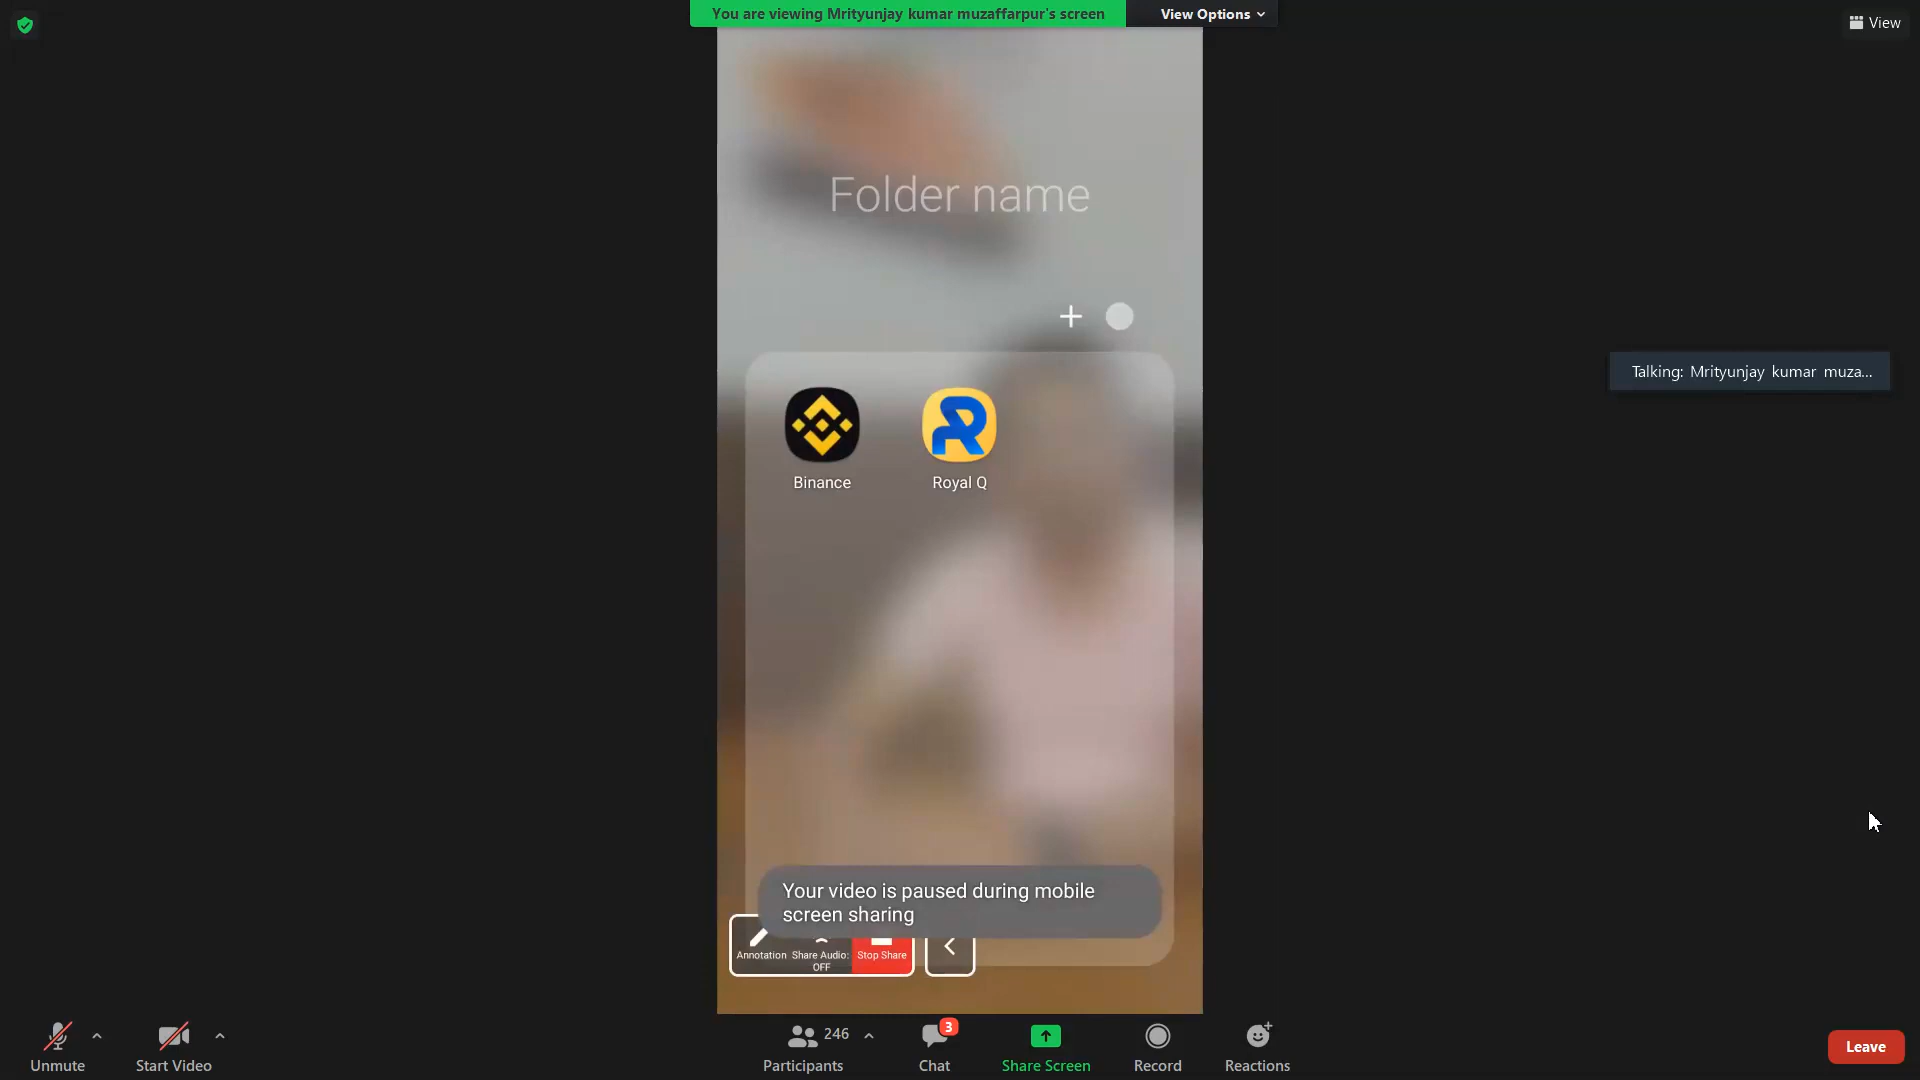 You are viewing Mrityunjay kumar muzaffarpur's screen
View Options
View
Folder name
Talking: Mrityunjay kumar muza...
Binance
Royal Q
Your video is paused during mobile
screen sharing
Annotation
Share Audio:
OFF
Stop Share
Unmute
Start Video
246
Participants
3
Chat
Share Screen
Record
Reactions
Leave